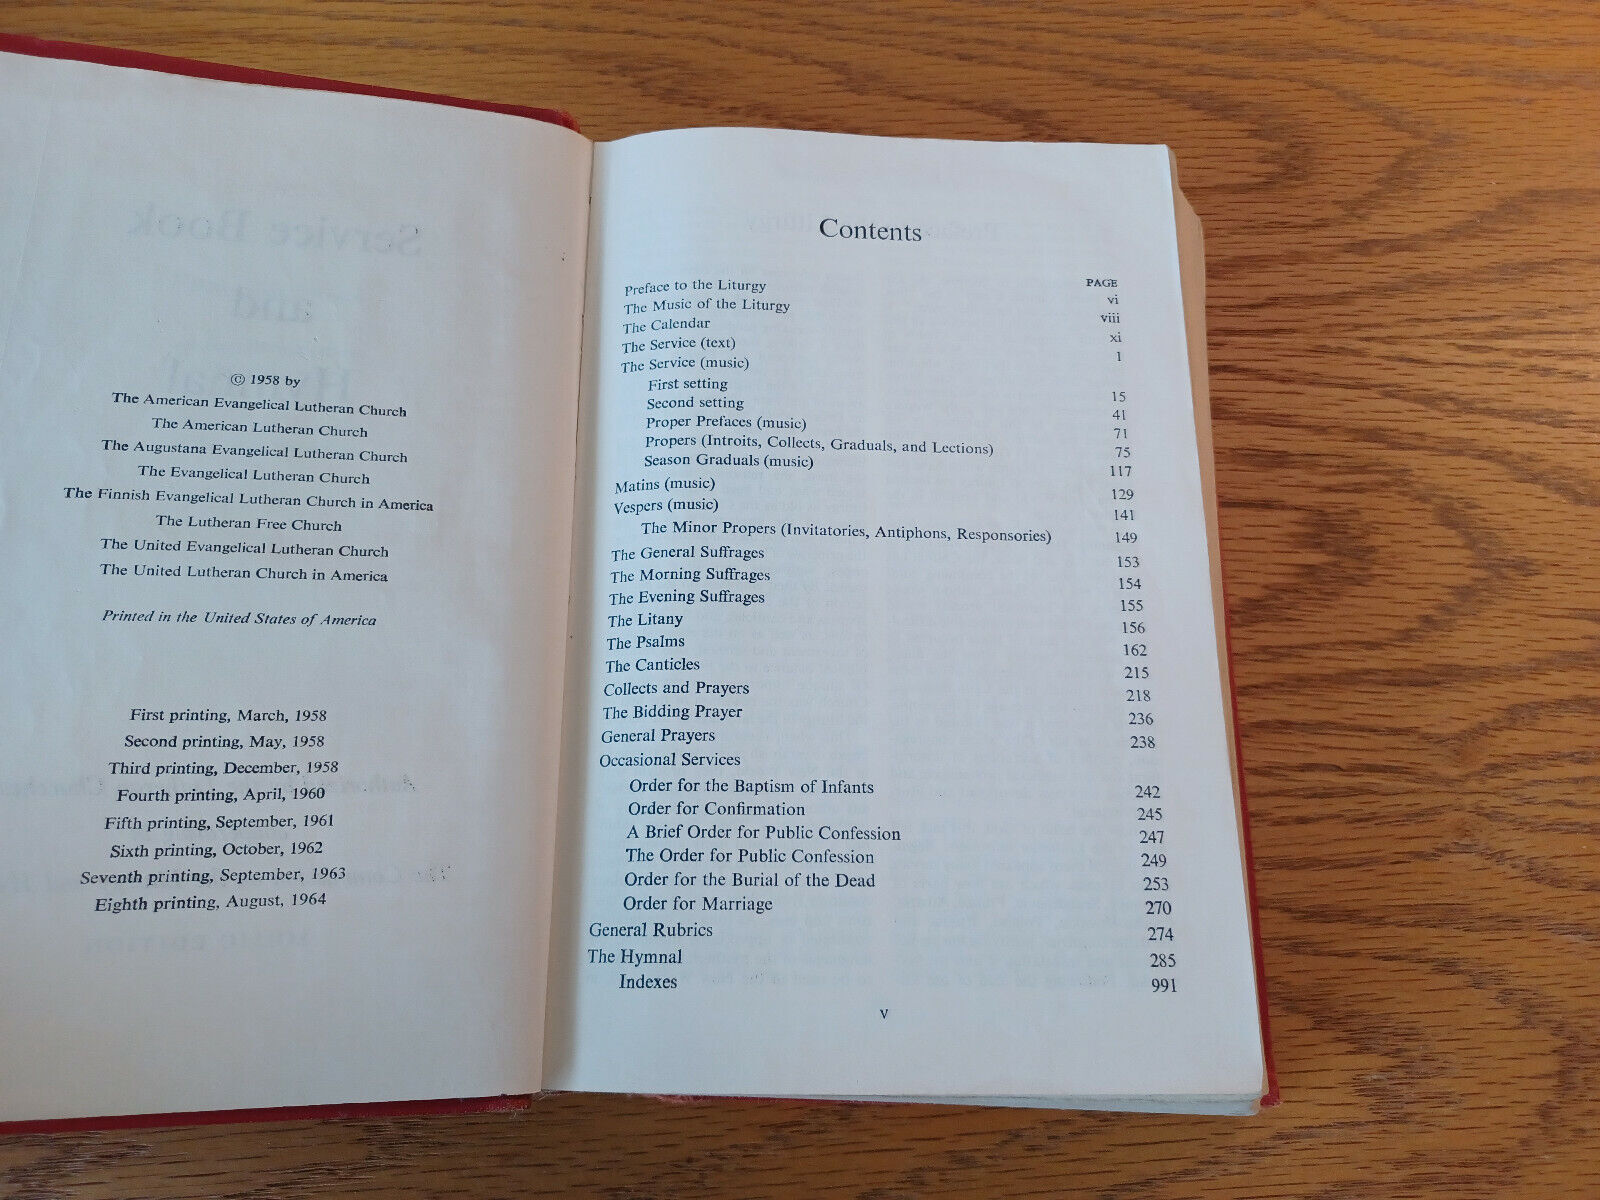 © 1958 by
The American Evangelical Lutheran Church
The American Lutheran Church
The Augustana Evangelical Lutheran Church
The Evangelical Lutheran Church
The Finnish Evangelical Lutheran Church in America
The Lutheran Free Church
The United Evangelical Lutheran Church
The United Lutheran Church in America
Printed in the United States of America
First printing, March, 1958
Second printing, May, 1958
Third printing, December, 1958
Fourth printing, April, 1960
Fifth printing, September, 1961
Sixth printing, October, 1962
Seventh printing, September, 1963
Eighth printing, August, 1964
Contents
PAGE
Preface to the Liturgy vi
The Music of the Liturgy viii
The Calendar xi
The Service (text) 1
The Service (music)
First setting 15
Second setting 41
Proper Prefaces (music) 71
Propers (Introits, Collects, Graduals, and Lections) 75
Season Graduals (music) 117
Matins (music) 129
Vespers (music) 141
The Minor Propers (Invitatories, Antiphons, Responsories) 149
The General Suffrages 153
The Morning Suffrages 154
The Evening Suffrages 155
The Litany 156
The Psalms 162
The Canticles 215
Collects and Prayers 218
The Bidding Prayer 236
General Prayers 238
Occasional Services
Order for the Baptism of Infants 242
Order for Confirmation 245
A Brief Order for Public Confession 247
The Order for Public Confession 249
Order for the Burial of the Dead 253
Order for Marriage 270
General Rubrics 274
The Hymnal 285
Indexes 991
v